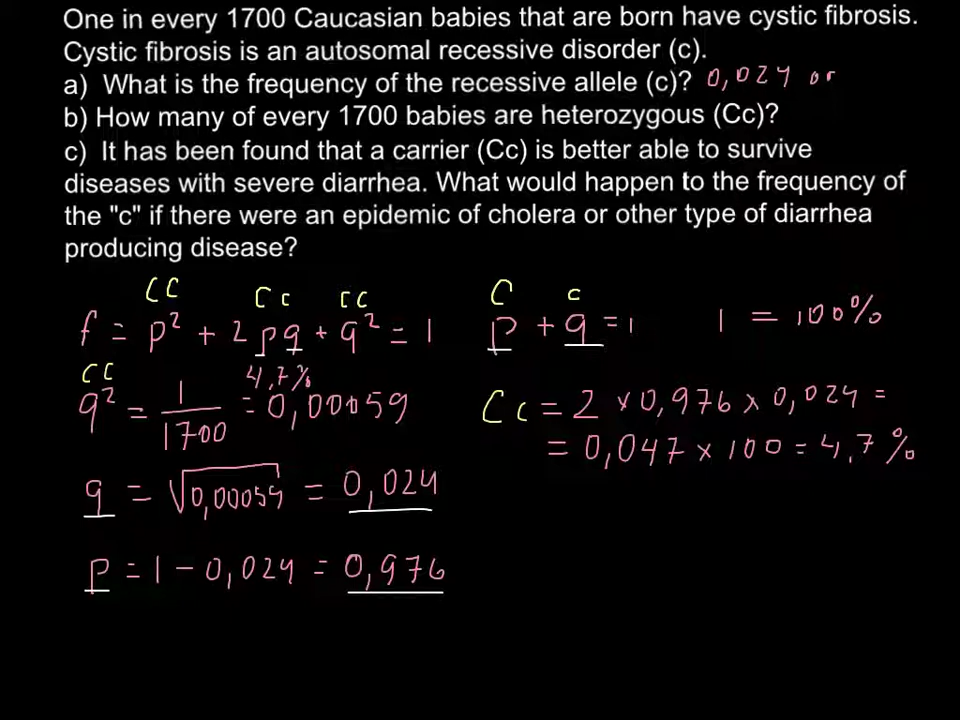 One in every 1700 Caucasian babies that are born have cystic fibrosis.
Cystic fibrosis is an autosomal recessive disorder (c).
a) What is the frequency of the recessive allele (c)? 0,024 or
b) How many of every 1700 babies are heterozygous (Cc)?
c) It has been found that a carrier (Cc) is better able to survive
diseases with severe diarrhea. What would happen to the frequency of
the "c" if there were an epidemic of cholera or other type of diarrhea
producing disease?
CC Cc cc C c
f = p² + 2pq + q² = 1 p + q = 1 1 = 100%
cc 4,7%
q² = 1/1700 = 0,00059 Cc = 2 × 0,976 × 0,024 =
= 0,047 × 100 = 4,7%
q = √0,00059 = 0,024
p = 1 - 0,024 = 0,976